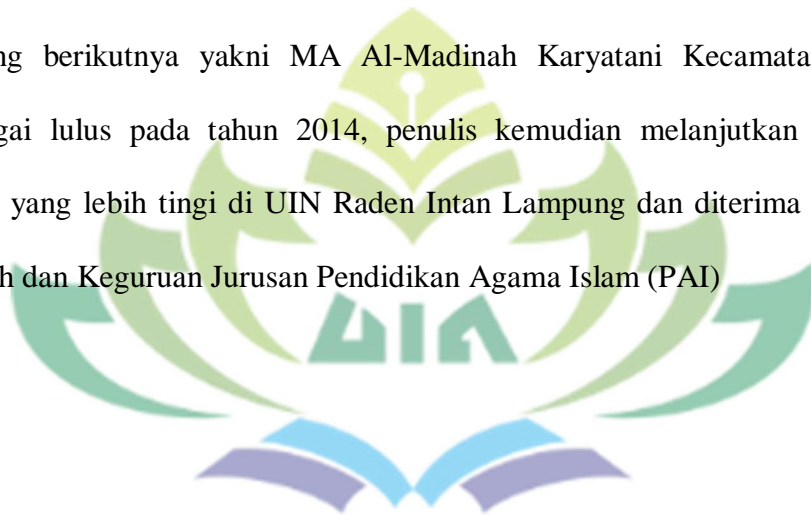 ng berikutnya yakni MA Al-Madinah Karyatani Kecamata
gai lulus pada tahun 2014, penulis kemudian melanjutkan
yang lebih tingi di UIN Raden Intan Lampung dan diterima
h dan Keguruan Jurusan Pendidikan Agama Islam (PAI)
UIN